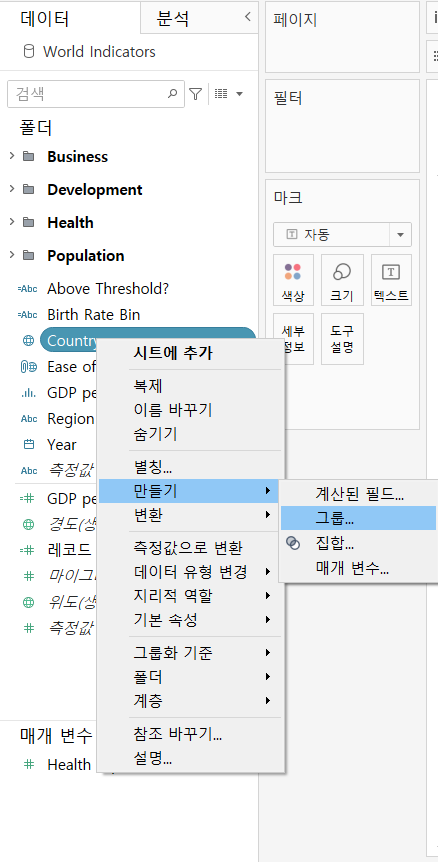 데이터
분석
World Indicators
검색
폴더
Business
Development
Health
Population
Above Threshold?
Birth Rate Bin
Country
Ease of
GDP pe
Region
Year
측정값
GDP pe
경도(생
레코드
마이그
위도(생
측정값
매개 변수
Health
시트에 추가
복제
이름 바꾸기
숨기기
별칭...
만들기
변환
측정값으로 변환
데이터 유형 변경
지리적 역할
기본 속성
그룹화 기준
폴더
계층
참조 바꾸기...
설명...
계산된 필드...
그룹...
집합...
매개 변수...
페이지
필터
마크
자동
색상
크기
텍스트
세부
정보
도구
설명